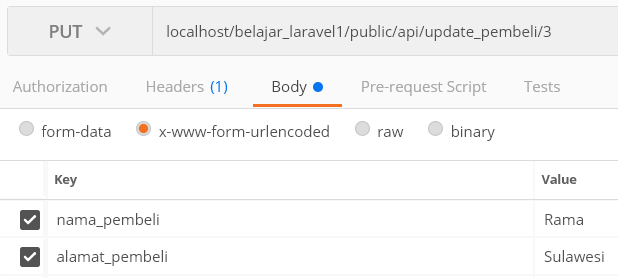 PUT localhost/belajar_laravel1/public/api/update_pembeli/3
Authorization Headers (1) Body Pre-request Script Tests
form-data x-www-form-urlencoded raw binary
Key Value
nama_pembeli Rama
alamat_pembeli Sulawesi